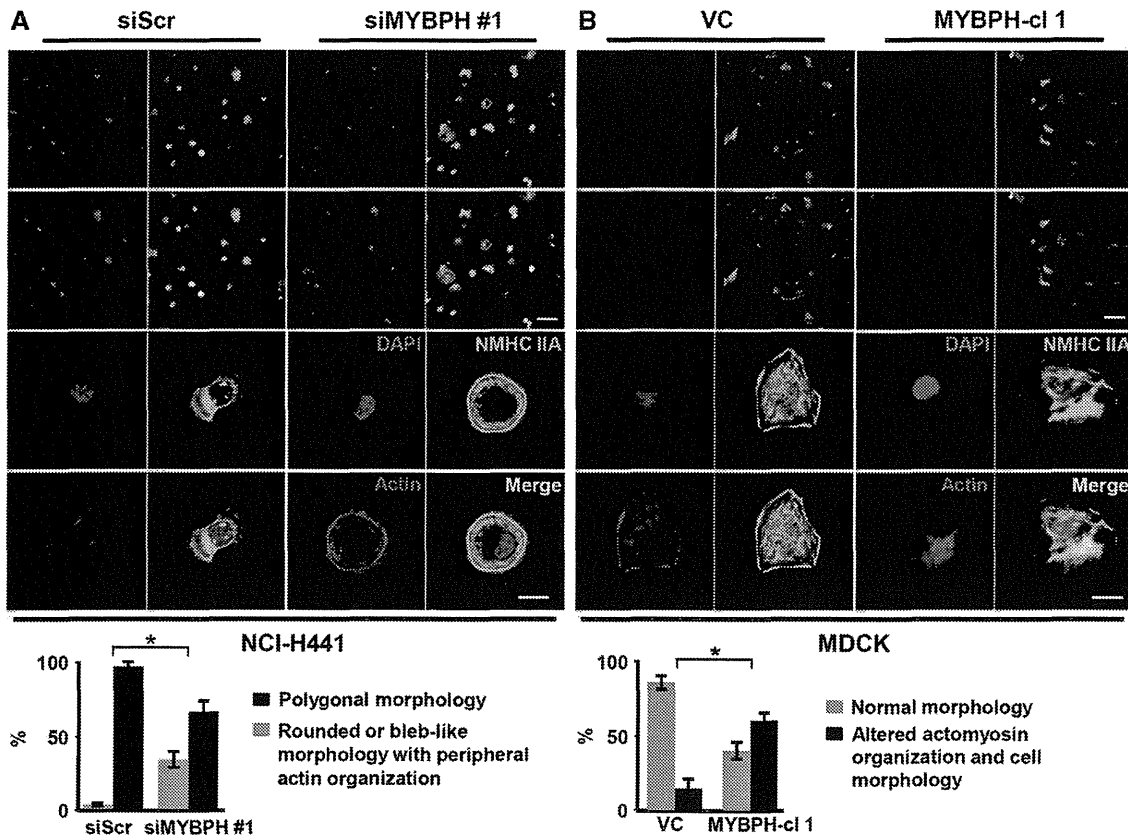 A
siScr
siMYBPH #1
B
VC
MYBPH-cl 1
DAPI
NMHC IIA
DAPI
NMHC IIA
Actin
Merge
Actin
Merge
NCI-H441
100
50
0
%
*
siScr
siMYBPH #1
Polygonal morphology
Rounded or bleb-like
morphology with peripheral
actin organization
MDCK
100
50
0
%
*
VC
MYBPH-cl 1
Normal morphology
Altered actomyosin
organization and cell
morphology